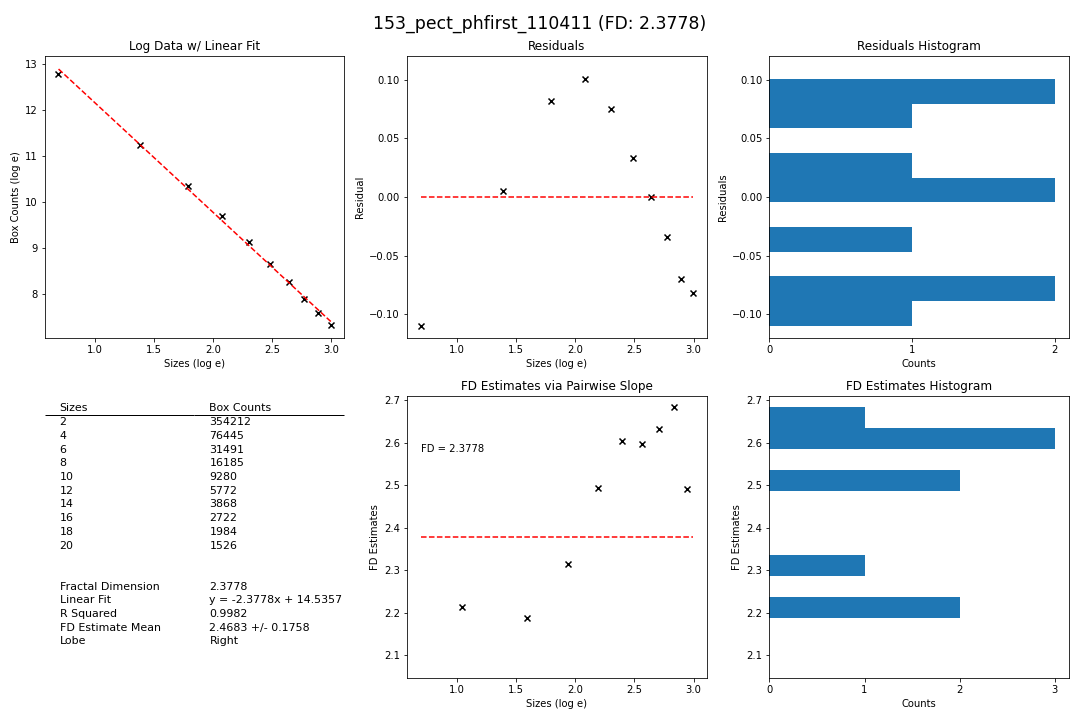 153_pect_phfirst_110411 (FD: 2.3778)
Log Data w/ Linear Fit
13
12
11
10
9
8
Box Counts (log e)
1.0 1.5 2.0 2.5 3.0
Sizes (log e)
Residuals
0.10
0.05
0.00
−0.05
−0.10
Residual
1.0 1.5 2.0 2.5 3.0
Sizes (log e)
Residuals Histogram
0.10
0.05
0.00
−0.05
−0.10
Residuals
0 1 2
Counts
Sizes Box Counts
2 354212
4 76445
6 31491
8 16185
10 9280
12 5772
14 3868
16 2722
18 1984
20 1526
Fractal Dimension 2.3778
Linear Fit y = -2.3778x + 14.5357
R Squared 0.9982
FD Estimate Mean 2.4683 +/- 0.1758
Lobe Right
FD Estimates via Pairwise Slope
2.7
2.6
FD = 2.3778
2.5
2.4
2.3
2.2
2.1
FD Estimates
1.0 1.5 2.0 2.5 3.0
Sizes (log e)
FD Estimates Histogram
2.7
2.6
2.5
2.4
2.3
2.2
2.1
FD Estimates
0 1 2 3
Counts